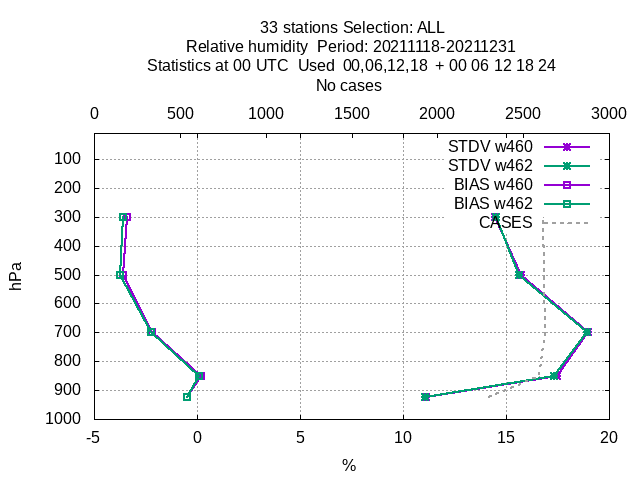 33 stations Selection: ALL
Relative humidity  Period: 20211118-20211231
Statistics at 00 UTC  Used  00,06,12,18  + 00 06 12 18 24
No cases
0 500 1000 1500 2000 2500 3000
STDV w460
STDV w462
BIAS w460
BIAS w462
CASES
hPa
100
200
300
400
500
600
700
800
900
1000
-5 0 5 10 15 20
%